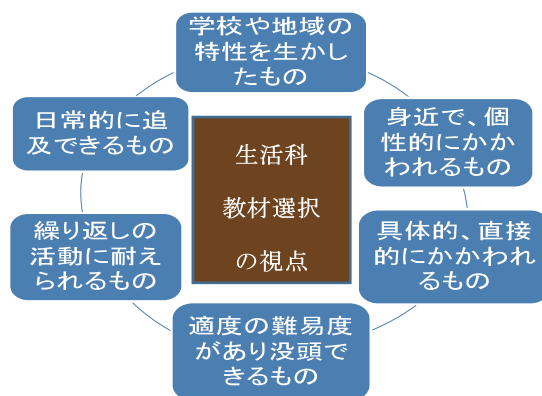 学校や地域の
特性を生かし
たもの
身近で、個
性的にかか
われるもの
具体的、直接
的にかかわれ
るもの
適度の難易度
があり没頭で
きるもの
繰り返しの
活動に耐え
られるもの
日常的に追
及できるもの
生活科
教材選択
の視点